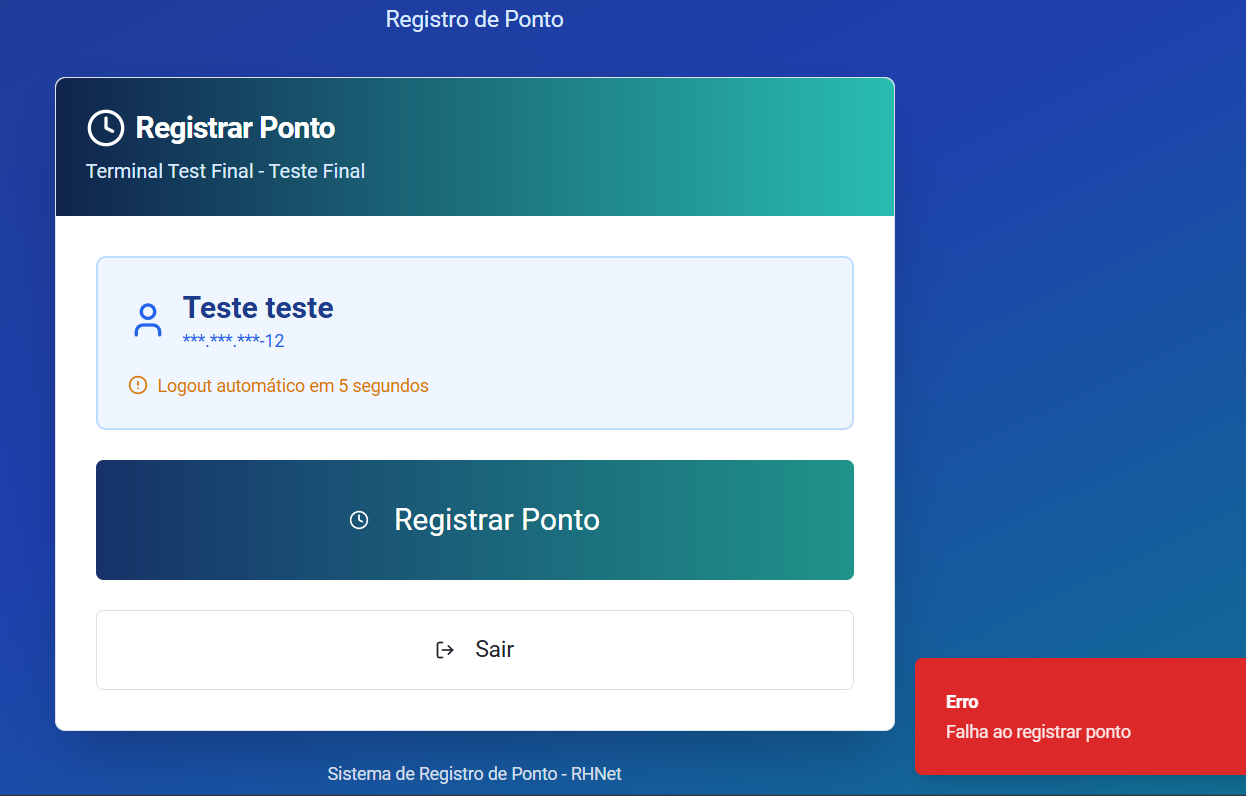 Registro de Ponto
Registrar Ponto
Terminal Test Final - Teste Final
Teste teste
***.***.***-12
Logout automático em 5 segundos
Registrar Ponto
Sair
Erro
Falha ao registrar ponto
Sistema de Registro de Ponto - RHNet